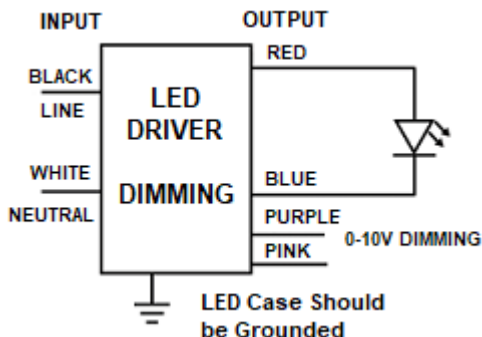 INPUT
OUTPUT
BLACK
LINE
WHITE
NEUTRAL
LED
DRIVER
DIMMING
RED
BLUE
PURPLE
PINK
0-10V DIMMING
LED Case Should
be Grounded